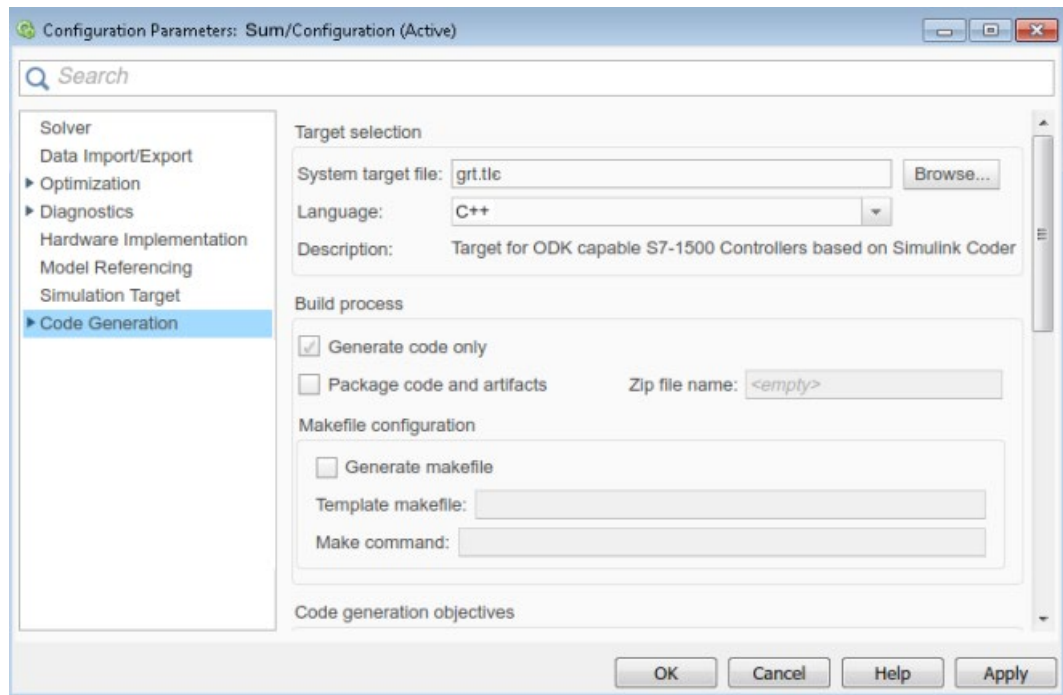 Configuration Parameters: Sum/Configuration (Active)
Search
Solver
Data Import/Export
Optimization
Diagnostics
Hardware Implementation
Model Referencing
Simulation Target
Code Generation
Target selection
System target file: grt.tlc Browse...
Language: C++
Description: Target for ODK capable S7-1500 Controllers based on Simulink Coder
Build process
Generate code only
Package code and artifacts Zip file name: <empty>
Makefile configuration
Generate makefile
Template makefile:
Make command:
Code generation objectives
OK Cancel Help Apply